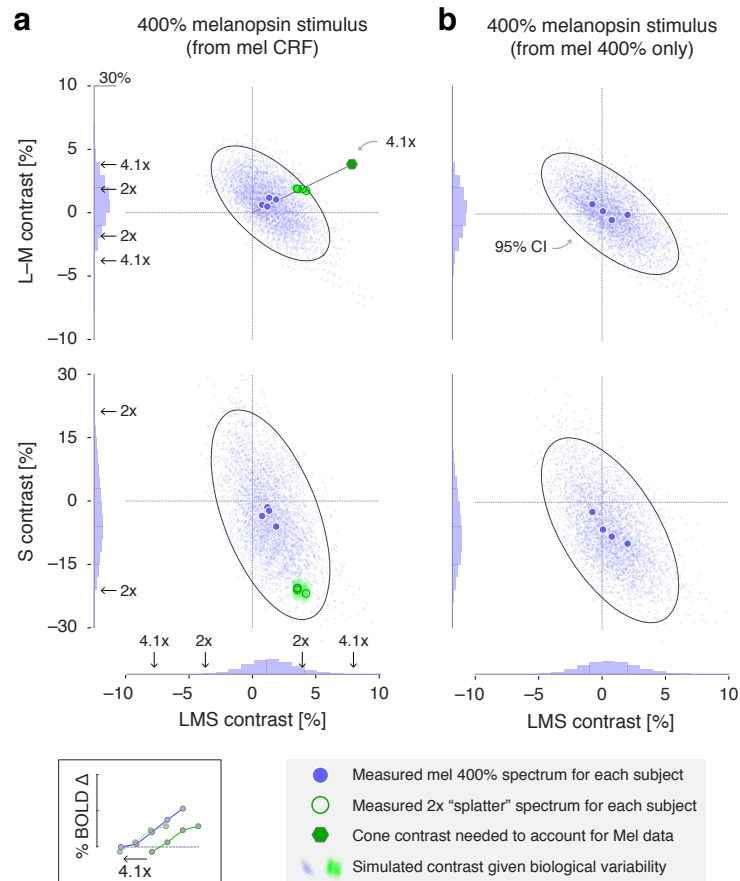 a
400% melanopsin stimulus
(from mel CRF)
b
400% melanopsin stimulus
(from mel 400% only)
10
30%
5
0
−5
−10
L–M contrast [%]
4.1x
2x
2x
4.1x
4.1x
95% CI
30
15
0
−15
−30
S contrast [%]
2x
2x
4.1x
2x
2x
4.1x
−10
−5
0
5
10
LMS contrast [%]
−10
−5
0
5
10
LMS contrast [%]
% BOLD Δ
4.1x
Measured mel 400% spectrum for each subject
Measured 2x “splatter” spectrum for each subject
Cone contrast needed to account for Mel data
Simulated contrast given biological variability